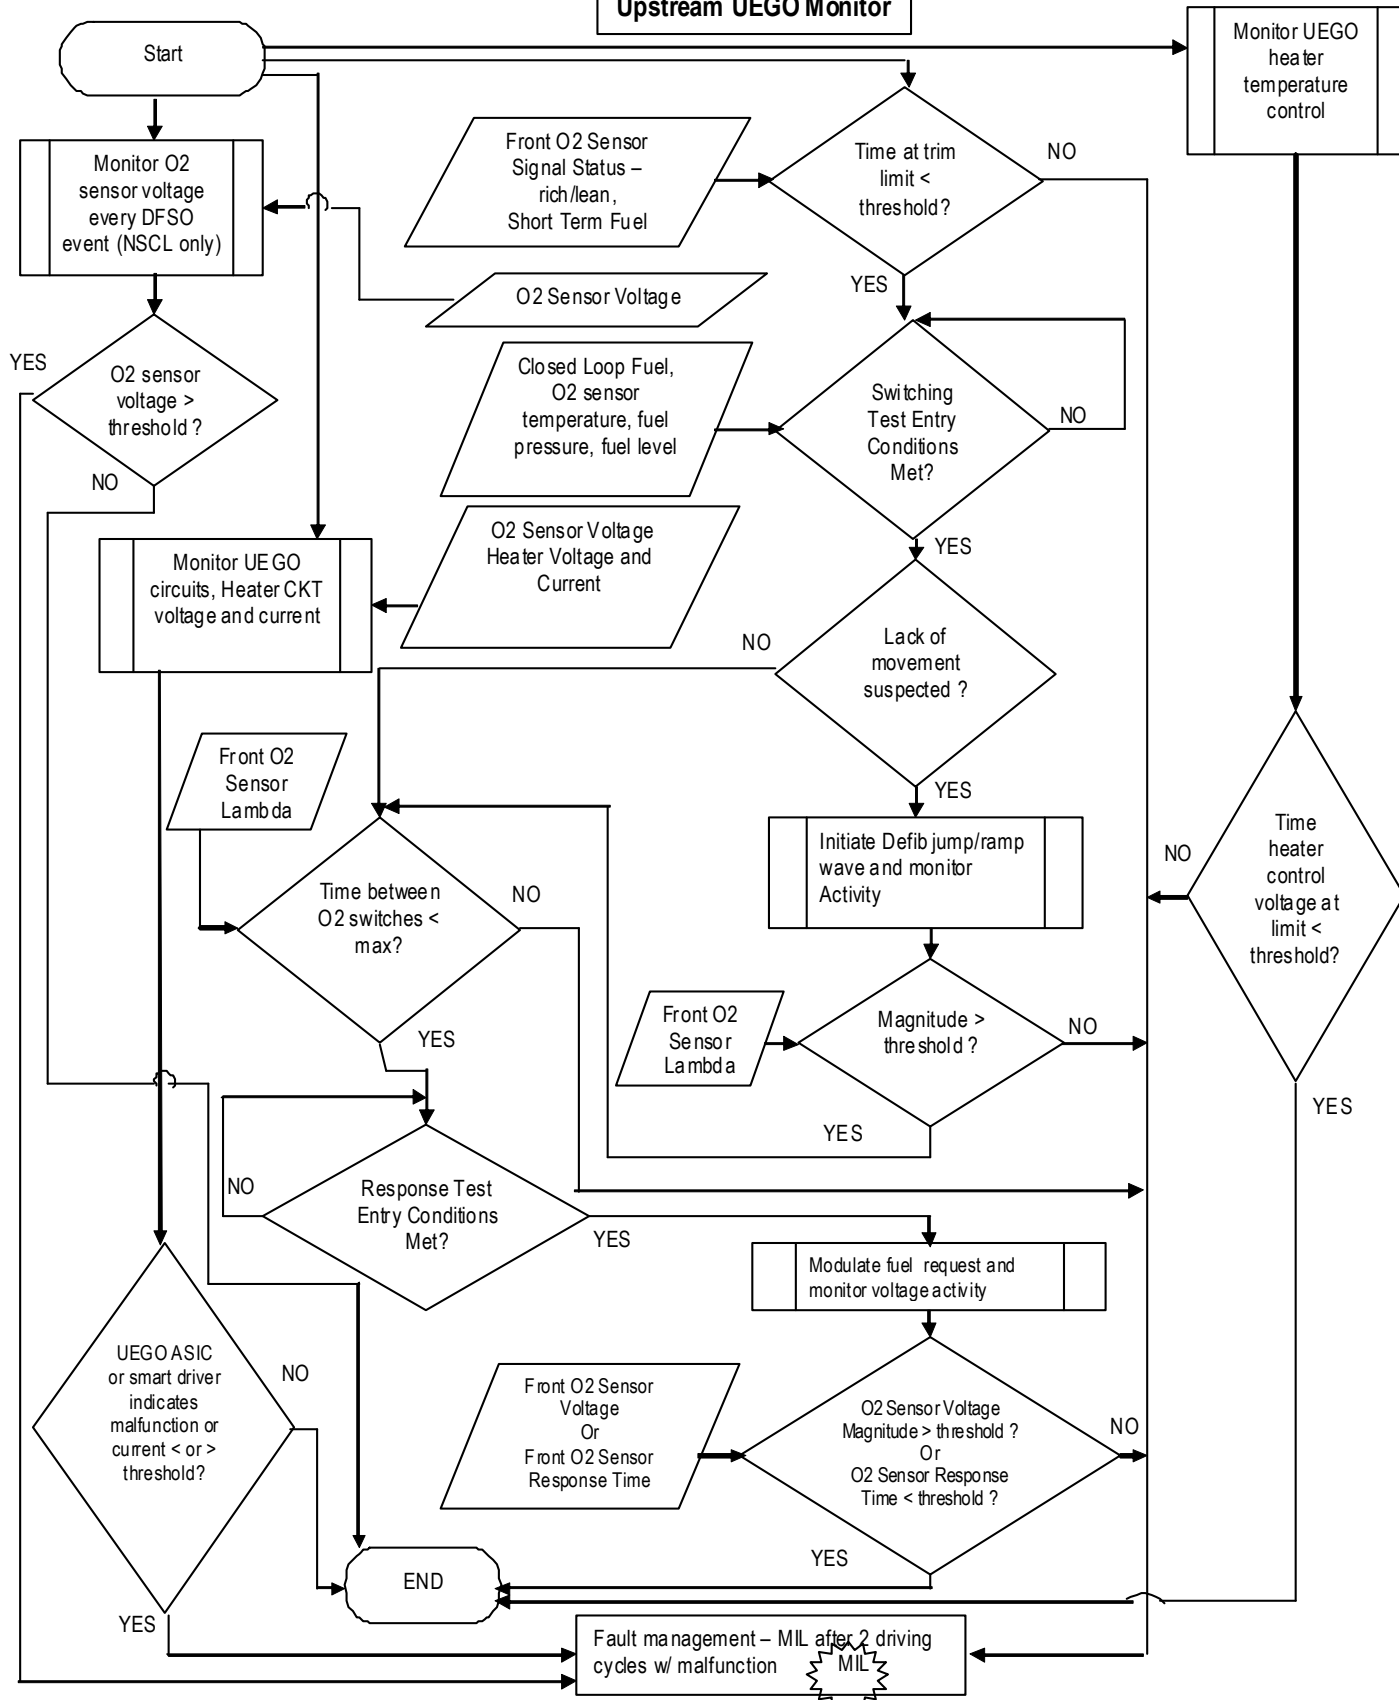 Upstream UEGO Monitor
Start
Monitor UEGO
heater
temperature
control
Monitor O2
sensor voltage
every DFSO
event (NSCL only)
Front O2 Sensor
Signal Status –
rich/lean,
Short Term Fuel
Time at trim
limit <
threshold?
NO
YES
O2 Sensor Voltage
YES
O2 sensor
voltage >
threshold ?
NO
Closed Loop Fuel,
O2 sensor
temperature, fuel
pressure, fuel level
Switching
Test Entry
Conditions
Met?
NO
YES
O2 Sensor Voltage
Heater Voltage and
Current
Monitor UEGO
circuits, Heater CKT
voltage and current
NO
Lack of
movement
suspected ?
YES
Front O2
Sensor
Lambda
Initiate Defib jump/ramp
wave and monitor
Activity
Time
heater
control
voltage at
limit <
threshold?
NO
YES
Time between
O2 switches <
max?
NO
YES
Front O2
Sensor
Lambda
Magnitude >
threshold ?
NO
YES
NO
Response Test
Entry Conditions
Met?
YES
Modulate fuel request and
monitor voltage activity
UEGO ASIC
or smart driver
indicates
malfunction or
current < or >
threshold?
NO
YES
Front O2 Sensor
Voltage
Or
Front O2 Sensor
Response Time
O2 Sensor Voltage
Magnitude > threshold ?
Or
O2 Sensor Response
Time < threshold ?
NO
YES
END
Fault management – MIL after 2 driving
cycles w/ malfunction
MIL